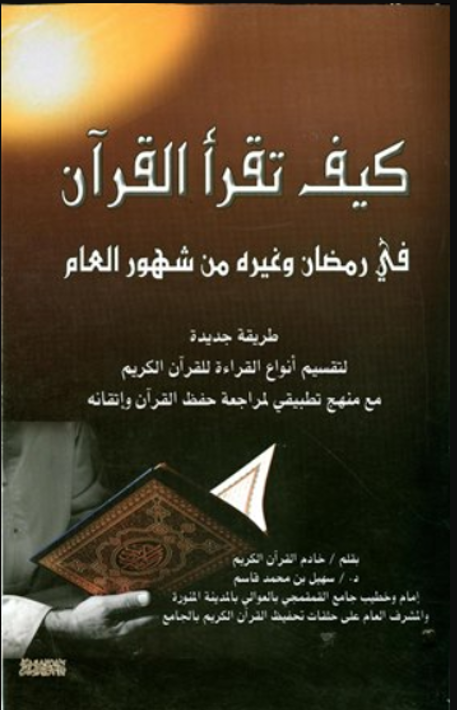 كيف تقرأ القرآن
في رمضان وغيره من شهور العام
طريقة جديدة
لتقسيم أنواع القراءة للقرآن الكريم
مع منهج تطبيقي لمراجعة حفظ القرآن وإتقانه
بقلم / خادم القرآن الكريم
د. / سهيل بن محمد قاسم
إمام وخطيب جامع القمقمجي بالعوالي بالمدينة المنورة
والمشرف العام على حلقات تحفيظ القرآن الكريم بالجامع